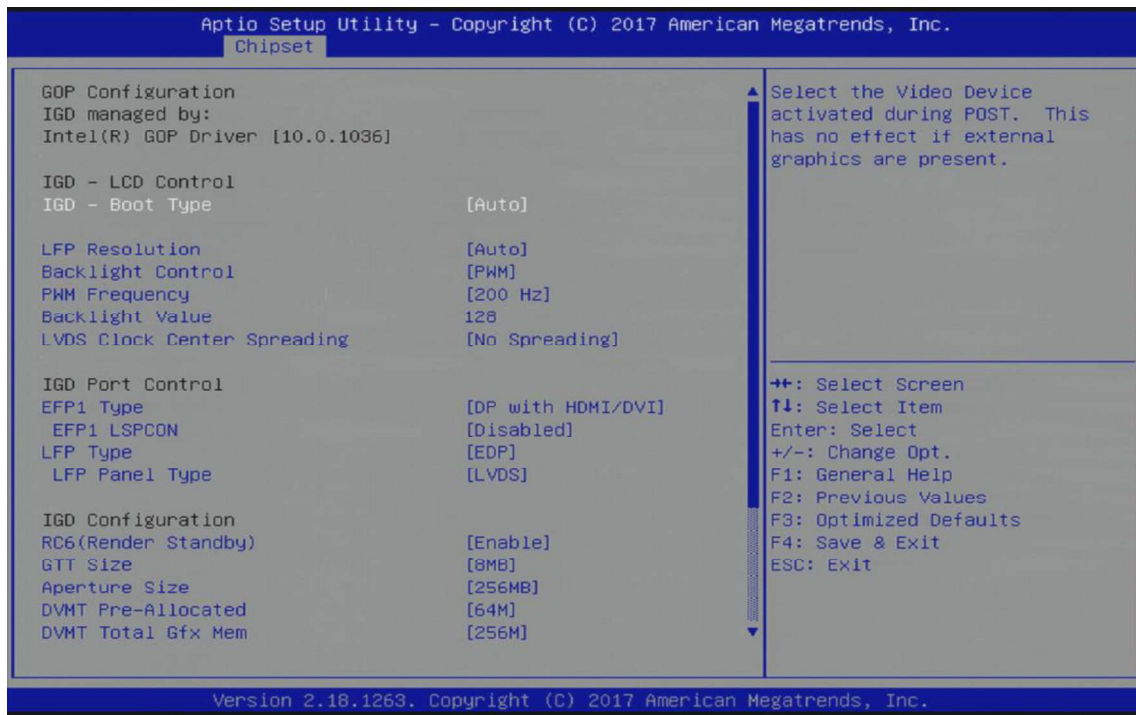 Aptio Setup Utility – Copyright (C) 2017 American Megatrends, Inc.
Chipset
GOP Configuration
IGD managed by:
Intel(R) GOP Driver [10.0.1036]
IGD – LCD Control
IGD – Boot Type [Auto]
LFP Resolution [Auto]
Backlight Control [PWM]
PWM Frequency [200 Hz]
Backlight Value 128
LVDS Clock Center Spreading [No Spreading]
IGD Port Control
EFP1 Type [DP with HDMI/DVI]
EFP1 LSPCON [Disabled]
LFP Type [EDP]
LFP Panel Type [LVDS]
IGD Configuration
RC6(Render Standby) [Enable]
GTT Size [8MB]
Aperture Size [256MB]
DVMT Pre-Allocated [64M]
DVMT Total Gfx Mem [256M]
Select the Video Device
activated during POST. This
has no effect if external
graphics are present.
→←: Select Screen
↑↓: Select Item
Enter: Select
+/-: Change Opt.
F1: General Help
F2: Previous Values
F3: Optimized Defaults
F4: Save & Exit
ESC: Exit
Version 2.18.1263. Copyright (C) 2017 American Megatrends, Inc.